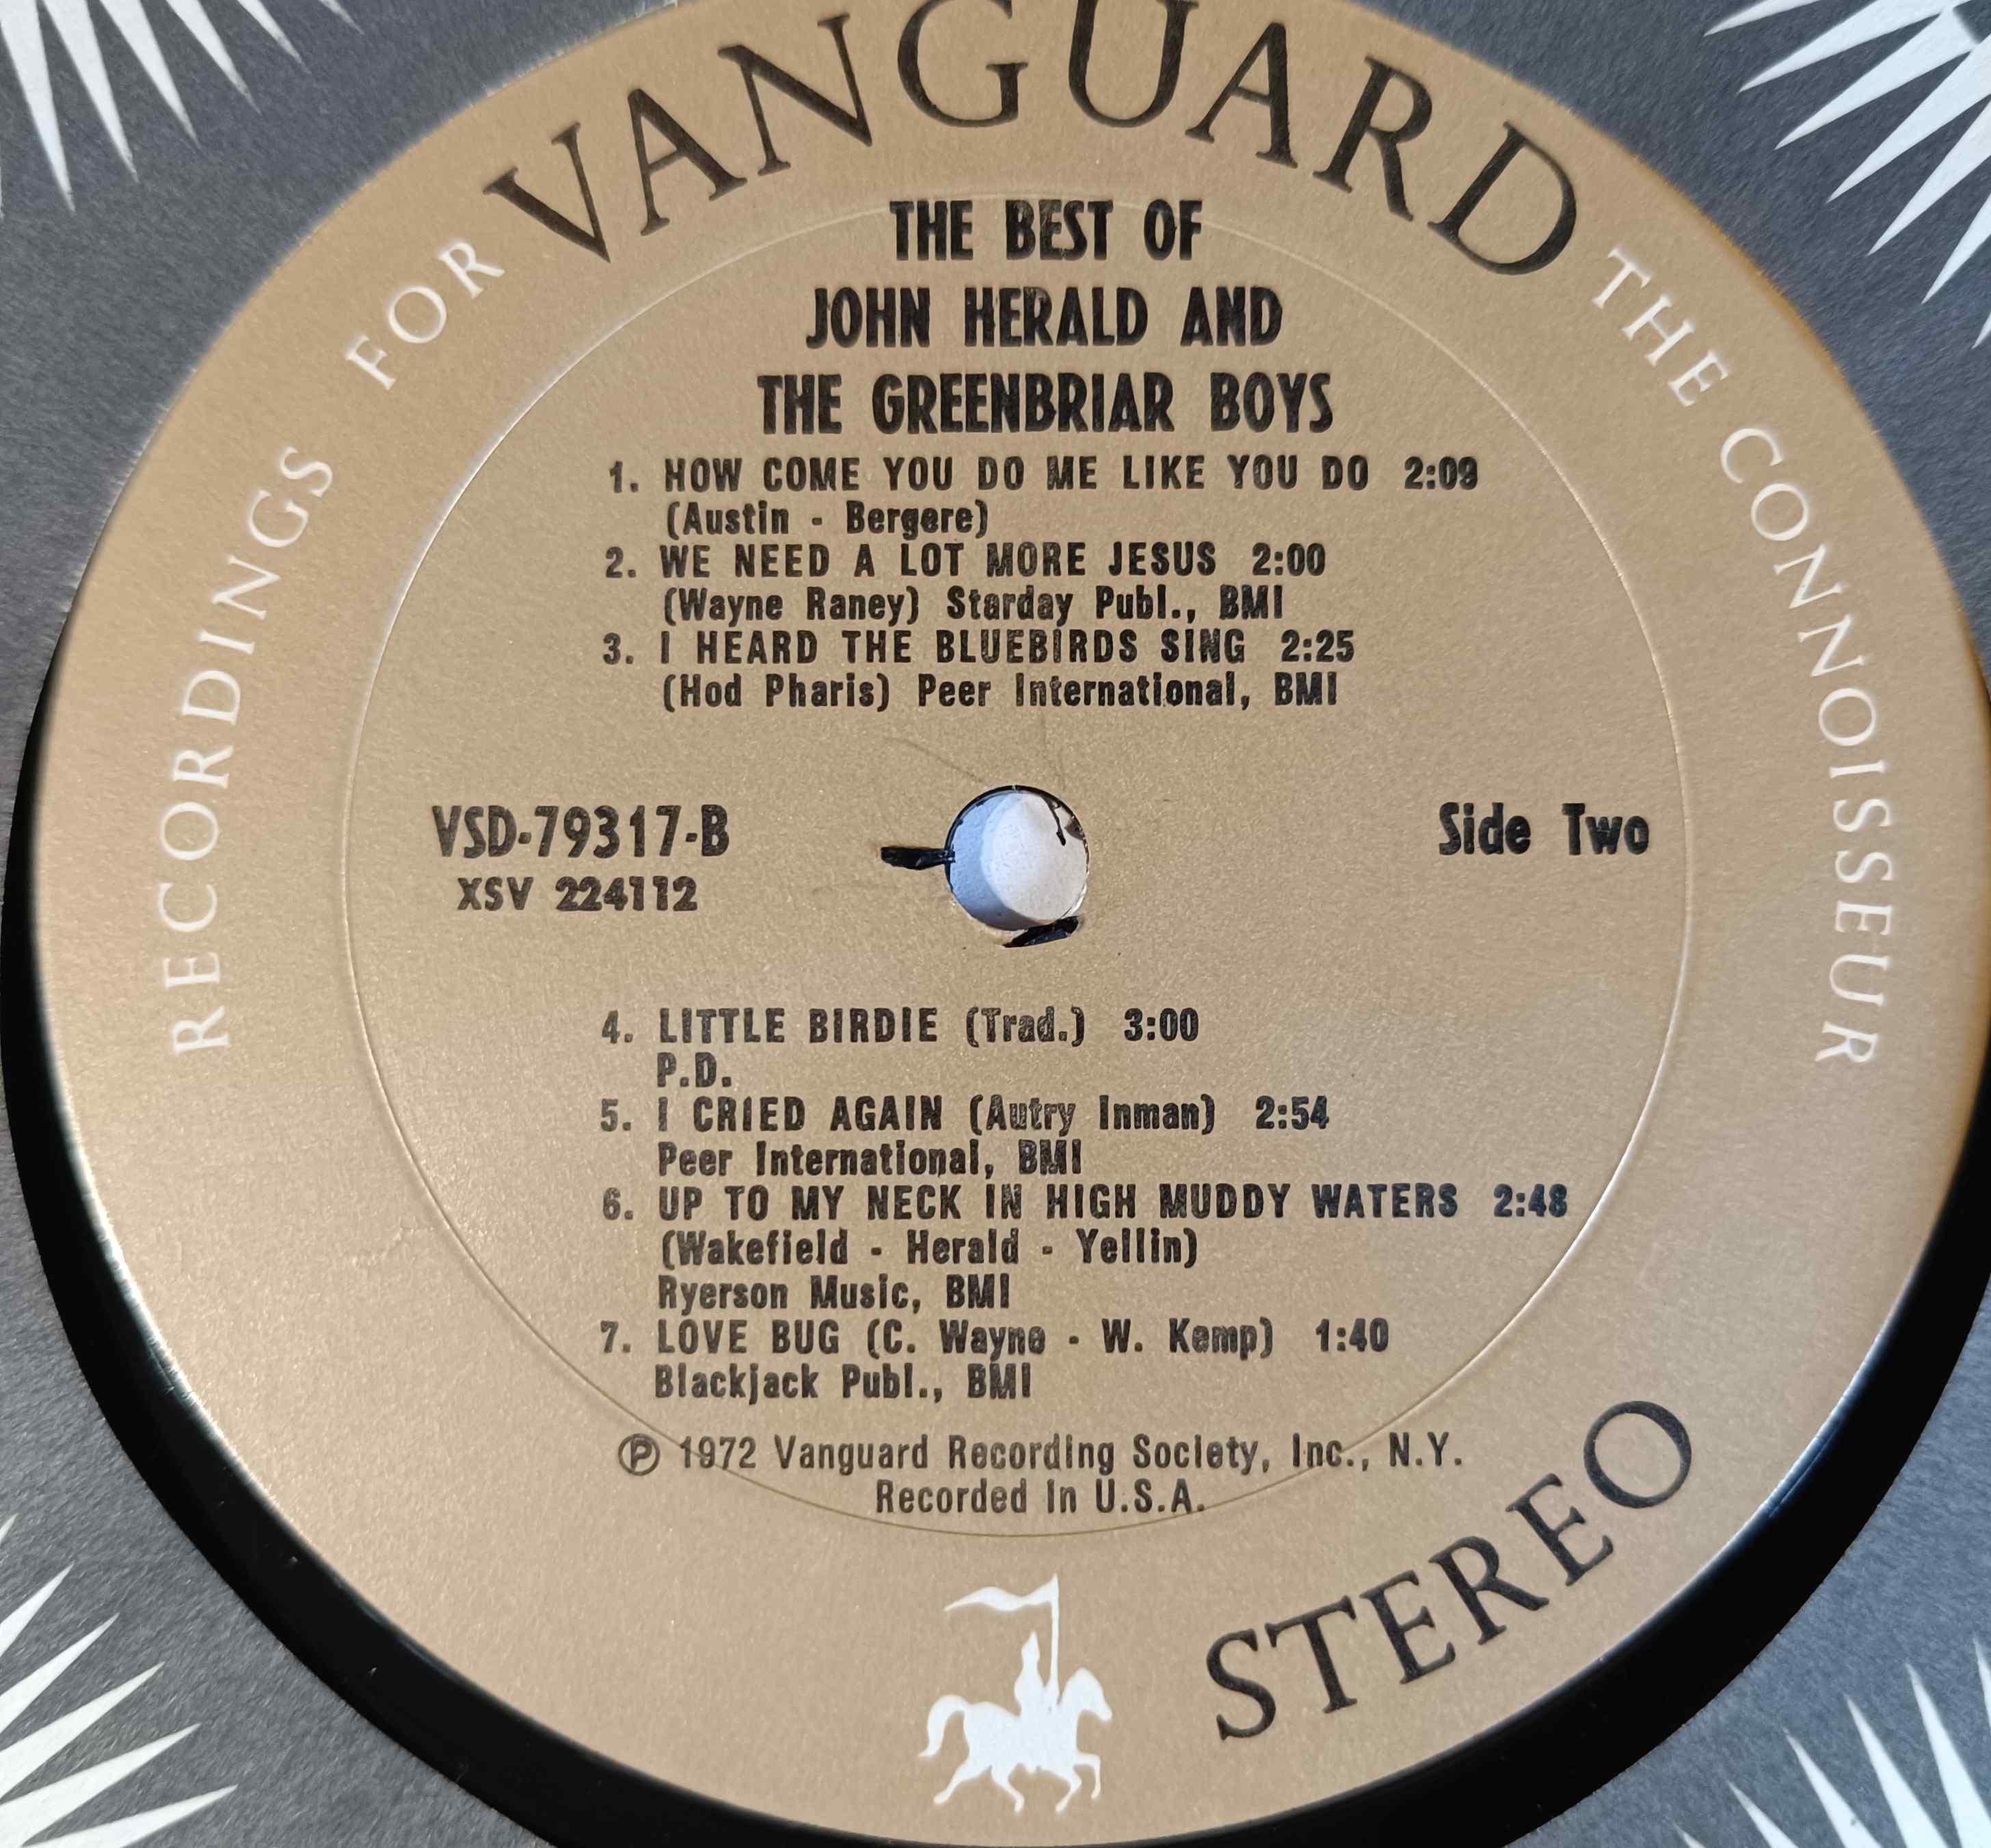 RECORDINGS FOR VANGUARD THE CONNOISSEUR
THE BEST OF
JOHN HERALD AND
THE GREENBRIAR BOYS
1. HOW COME YOU DO ME LIKE YOU DO 2:09
(Austin - Bergere)
2. WE NEED A LOT MORE JESUS 2:00
(Wayne Raney) Starday Publ., BMI
3. I HEARD THE BLUEBIRDS SING 2:25
(Hod Pharis) Peer International, BMI
VSD-79317-B
XSV 224112
Side Two
4. LITTLE BIRDIE (Trad.) 3:00
P.D.
5. I CRIED AGAIN (Autry Inman) 2:54
Peer International, BMI
6. UP TO MY NECK IN HIGH MUDDY WATERS 2:48
(Wakefield - Herald - Yellin)
Ryerson Music, BMI
7. LOVE BUG (C. Wayne - W. Kemp) 1:40
Blackjack Publ., BMI
℗ 1972 Vanguard Recording Society, Inc., N.Y.
Recorded in U.S.A.
STEREO